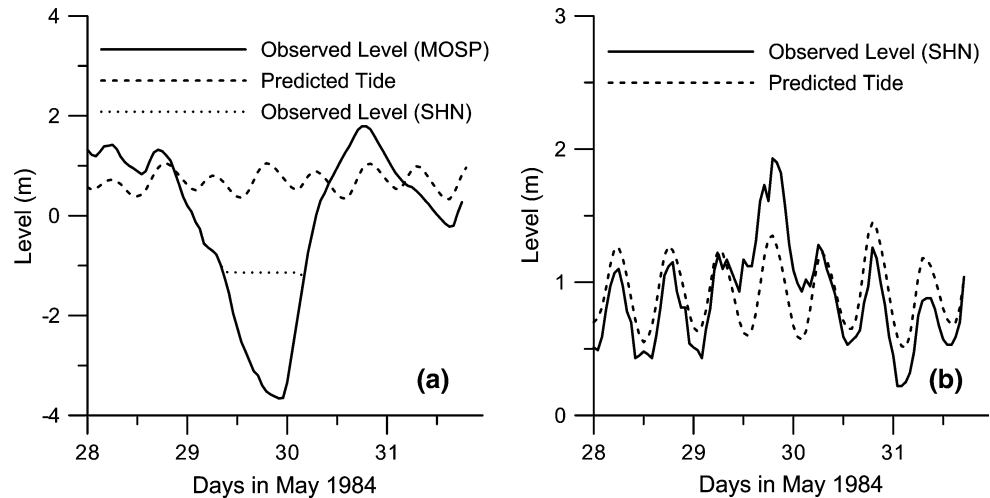 4
2
0
-2
-4
Level (m)
Observed Level (MOSP)
Predicted Tide
Observed Level (SHN)
(a)
28
29
30
31
Days in May 1984
3
2
1
0
Level (m)
Observed Level (SHN)
Predicted Tide
(b)
28
29
30
31
Days in May 1984